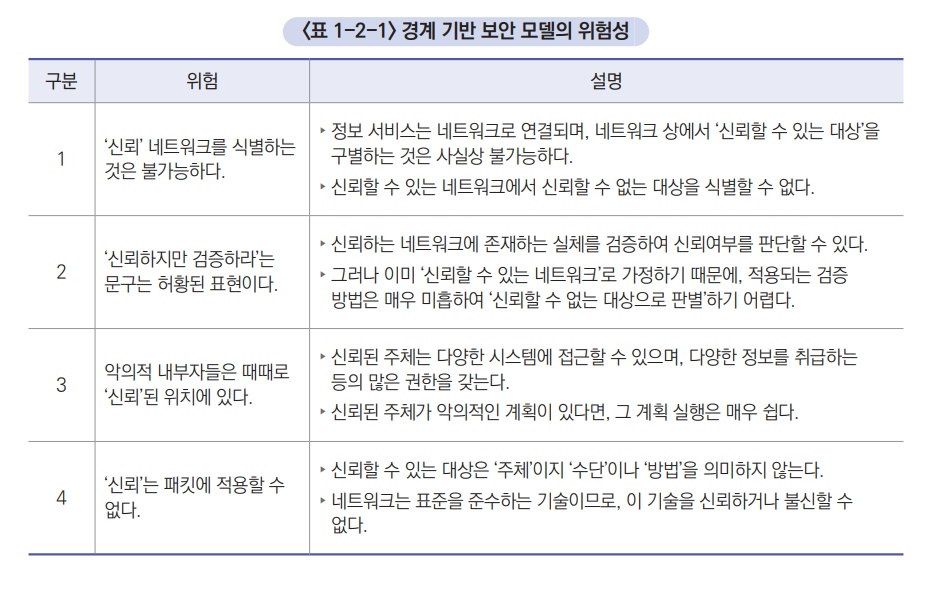 〈표 1-2-1〉 경계 기반 보안 모델의 위험성
구분 위험 설명
1
‘신뢰’ 네트워크를 식별하는
것은 불가능하다.
‣ 정보 서비스는 네트워크로 연결되며, 네트워크 상에서 ‘신뢰할 수 있는 대상’을
구별하는 것은 사실상 불가능하다.
‣ 신뢰할 수 있는 네트워크에서 신뢰할 수 없는 대상을 식별할 수 없다.
2
‘신뢰하지만 검증하라’는
문구는 허황된 표현이다.
‣ 신뢰하는 네트워크에 존재하는 실체를 검증하여 신뢰여부를 판단할 수 있다.
‣ 그러나 이미 ‘신뢰할 수 있는 네트워크’로 가정하기 때문에, 적용되는 검증
방법은 매우 미흡하여 ‘신뢰할 수 없는 대상으로 판별’하기 어렵다.
3
악의적 내부자들은 때때로
‘신뢰’된 위치에 있다.
‣ 신뢰된 주체는 다양한 시스템에 접근할 수 있으며, 다양한 정보를 취급하는
등의 많은 권한을 갖는다.
‣ 신뢰된 주체가 악의적인 계획이 있다면, 그 계획 실행은 매우 쉽다.
4
‘신뢰’는 패킷에 적용할 수
없다.
‣ 신뢰할 수 있는 대상은 ‘주체’이지 ‘수단’이나 ‘방법’을 의미하지 않는다.
‣ 네트워크는 표준을 준수하는 기술이므로, 이 기술을 신뢰하거나 불신할 수
없다.